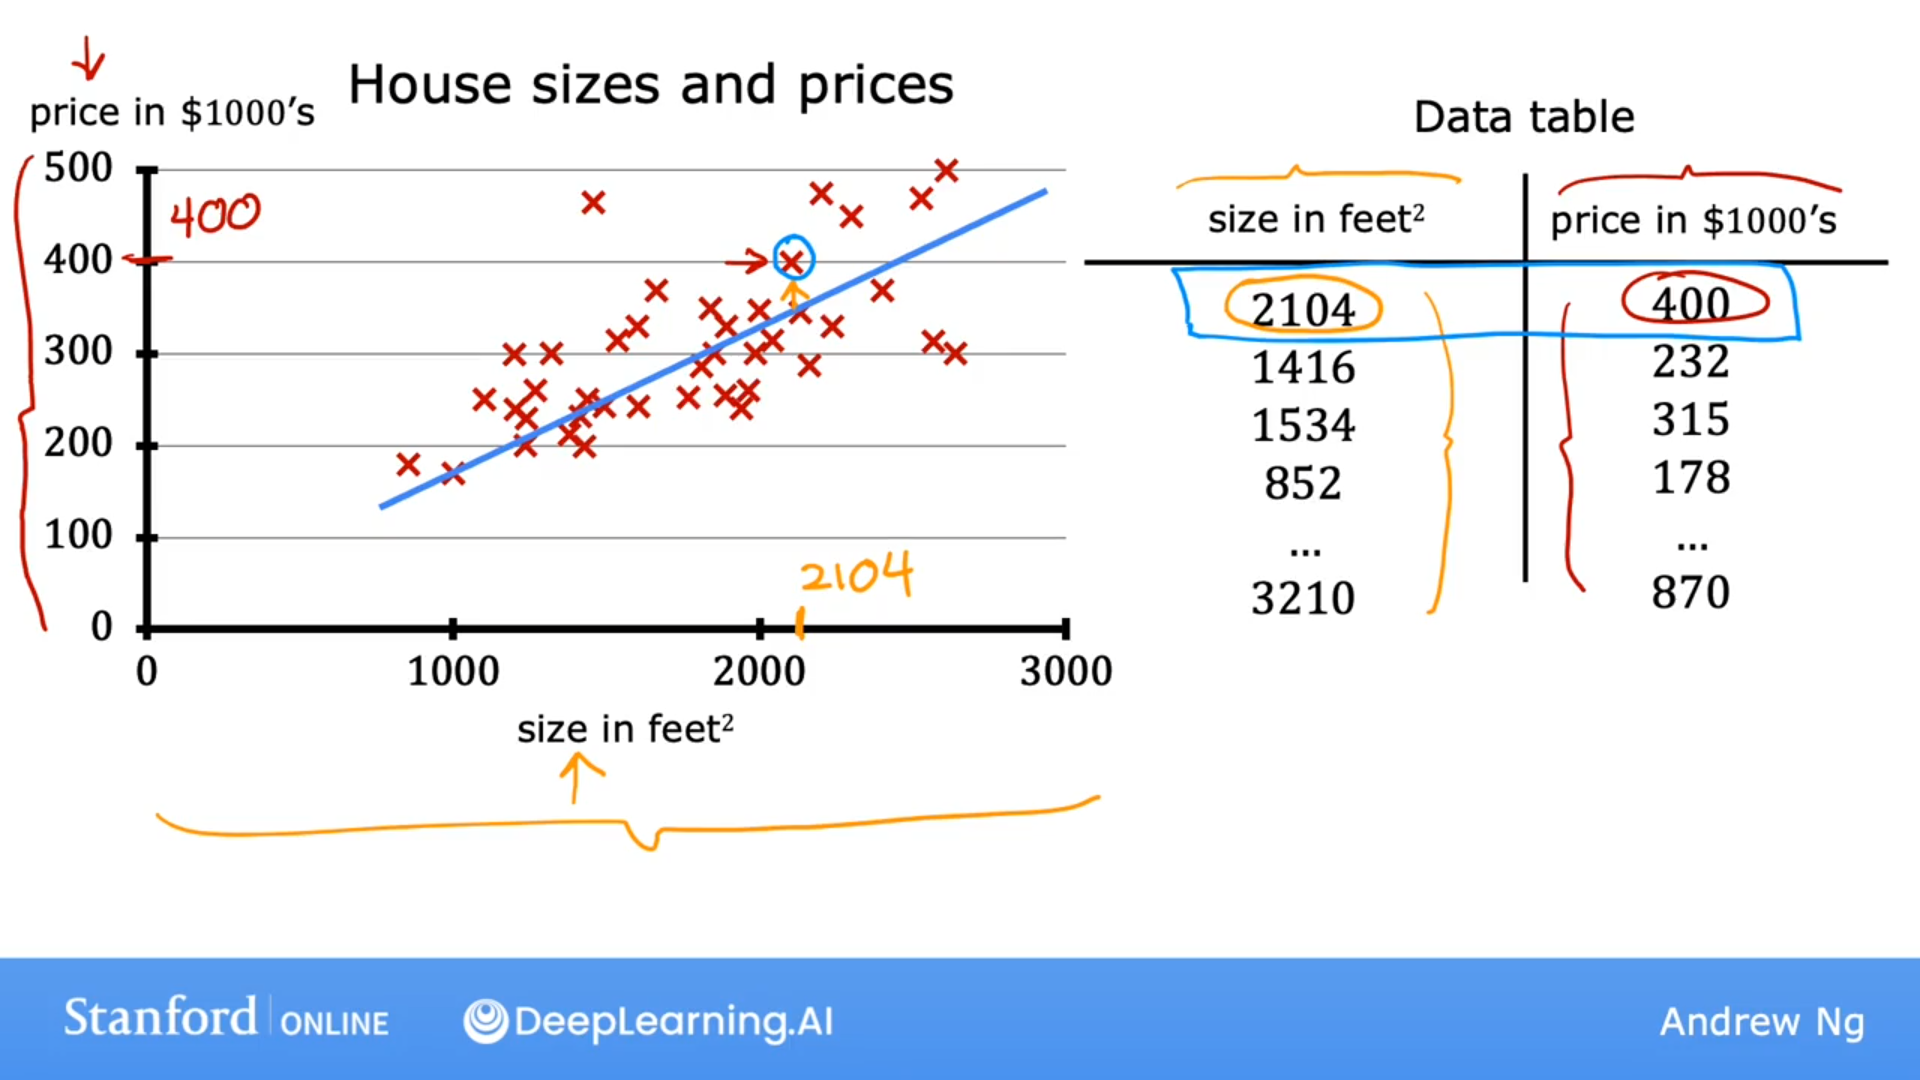 House sizes and prices
price in $1000's
500
400
400
300
200
100
0
2104
0 1000 2000 3000
size in feet²
Data table
size in feet² price in $1000's
2104 400
1416 232
1534 315
852 178
... ...
3210 870
Stanford | ONLINE DeepLearning.AI Andrew Ng